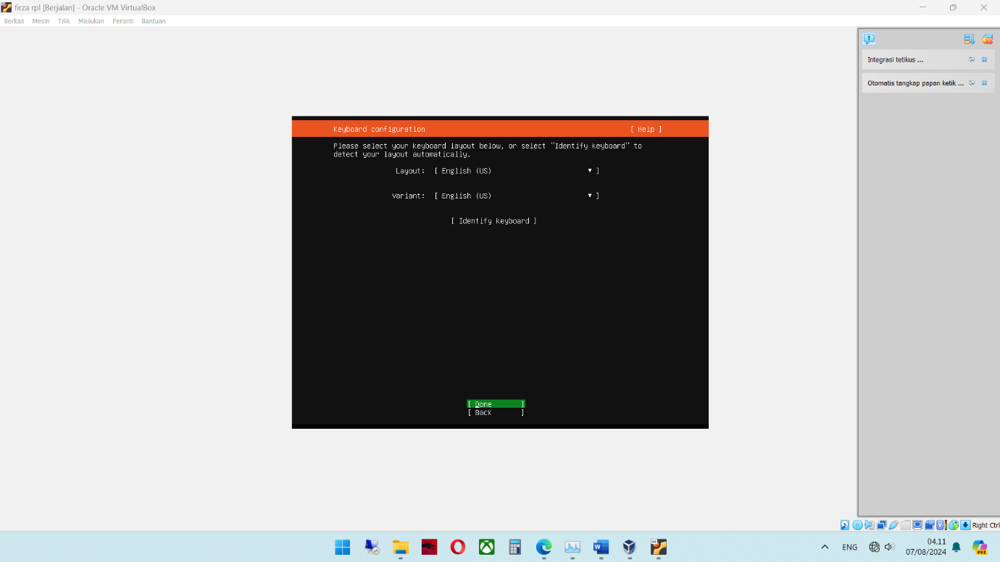 firza rpl [Berjalan] - Oracle VM VirtualBox
Berkas Mesin Tilik Masukan Peranti Bantuan
Integrasi tetikus ...
Otomatis tangkap papan ketik ...
Keyboard configuration [ Help ]
Please select your keyboard layout below, or select "Identify keyboard" to
detect your layout automatically.
Layout: [ English (US) ▾ ]
Variant: [ English (US) ▾ ]
[ Identify keyboard ]
[ Done ]
[ Back ]
Right Ctrl
ENG
04.11
07/08/2024
PRE